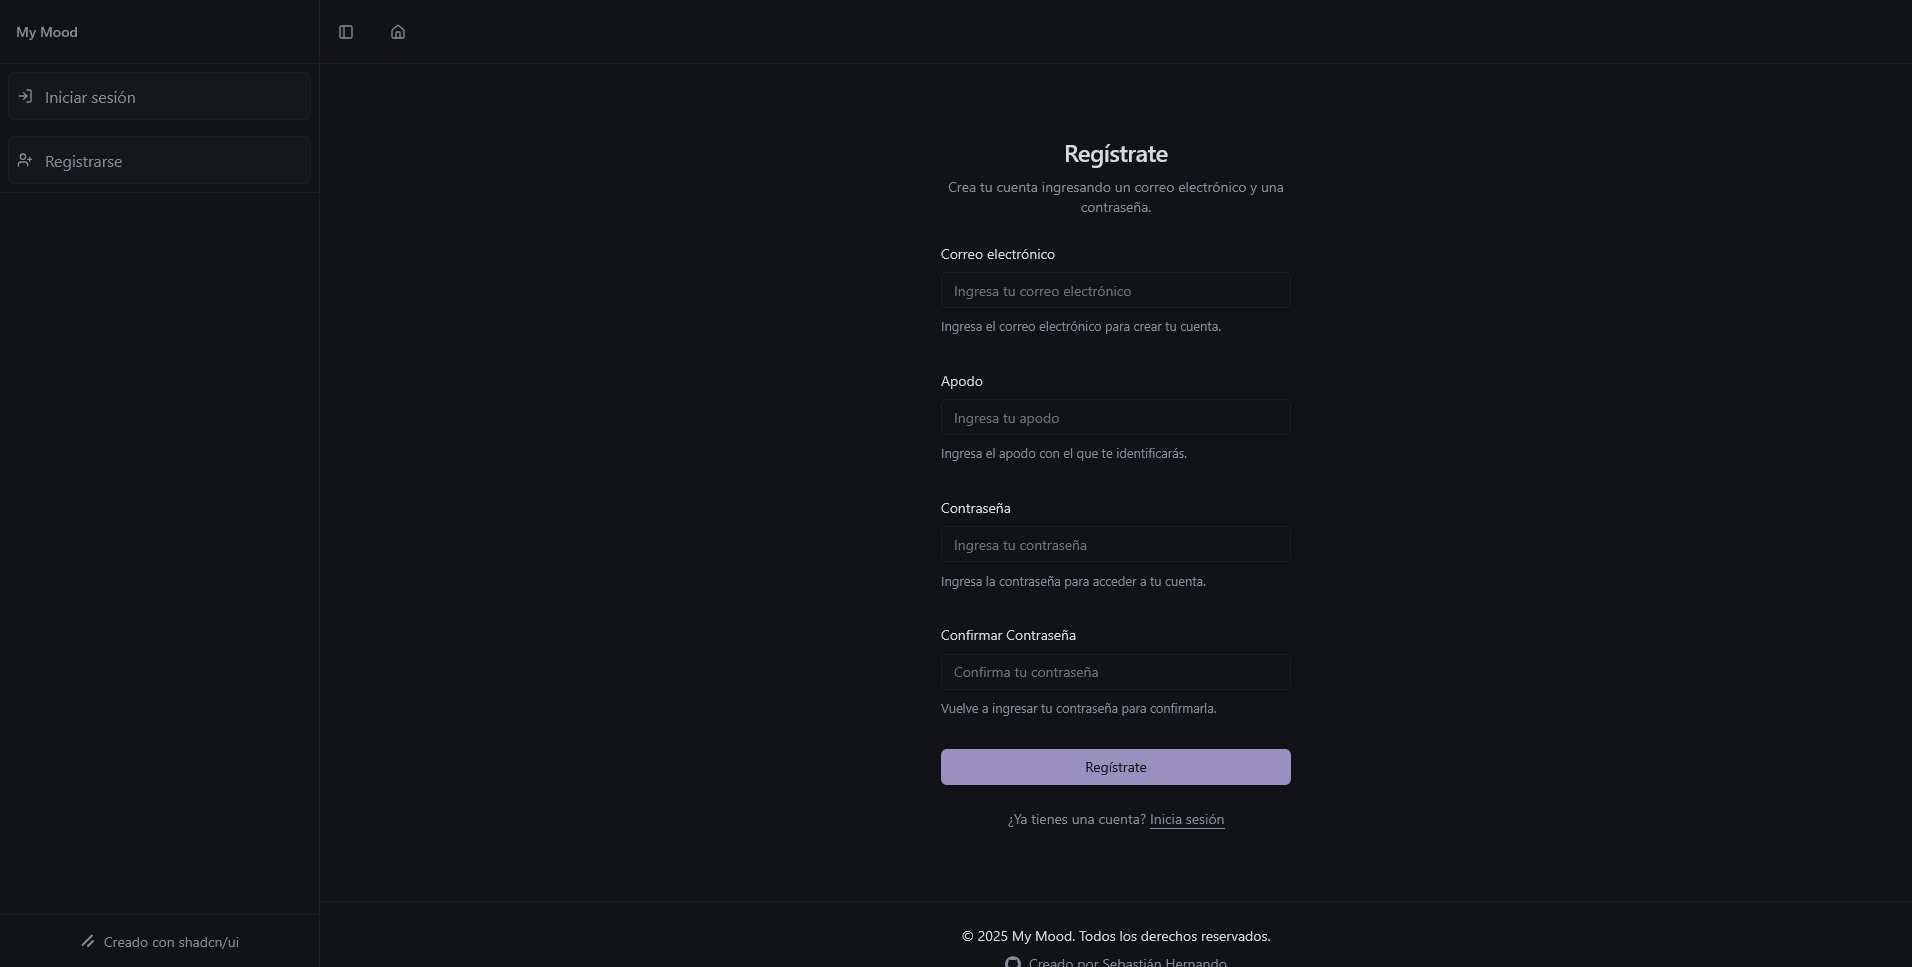 My Mood
Iniciar sesión
Registrarse
Regístrate
Crea tu cuenta ingresando un correo electrónico y una
contraseña.
Correo electrónico
Ingresa tu correo electrónico
Ingresa el correo electrónico para crear tu cuenta.
Apodo
Ingresa tu apodo
Ingresa el apodo con el que te identificarás.
Contraseña
Ingresa tu contraseña
Ingresa la contraseña para acceder a tu cuenta.
Confirmar Contraseña
Confirma tu contraseña
Vuelve a ingresar tu contraseña para confirmarla.
Regístrate
¿Ya tienes una cuenta? Inicia sesión
Creado con shadcn/ui
© 2025 My Mood. Todos los derechos reservados.
Creado por Sebastián Hernando